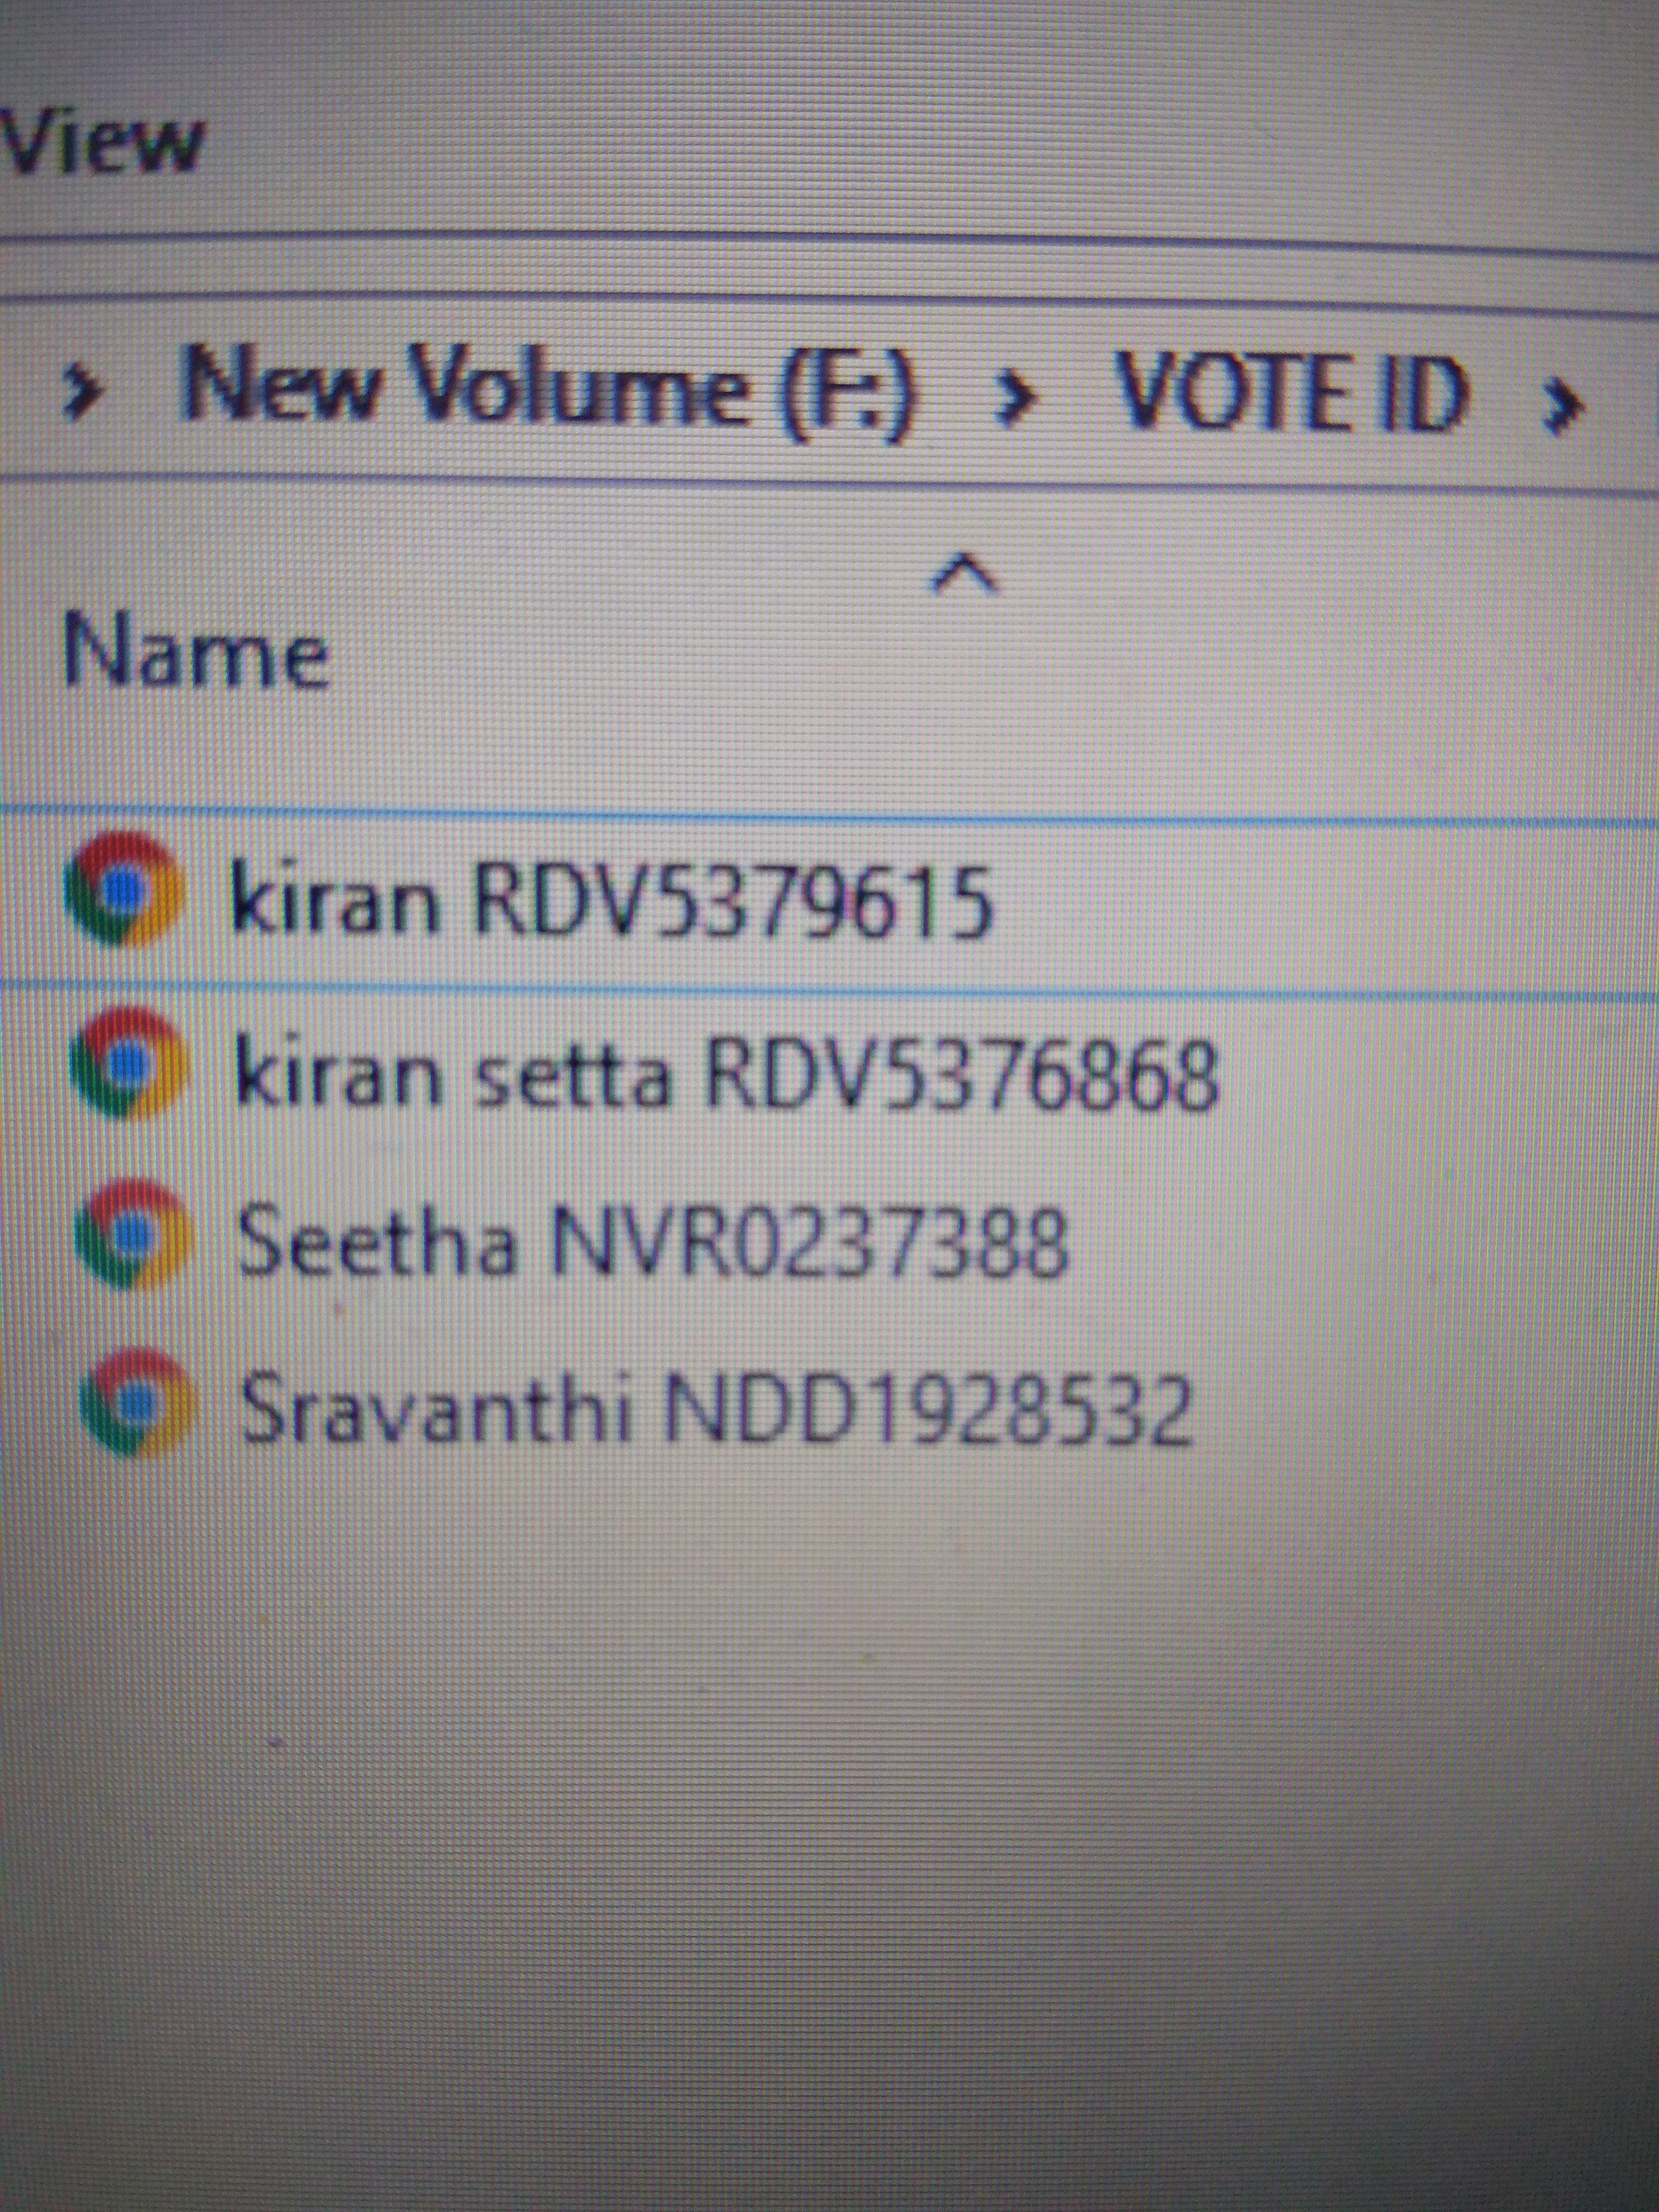 View
New Volume (F:) VOTE ID
Name
kiran RDV5379615
kiran setta RDV5376868
Seetha NVR0237388
Sravanthi NDD1928532